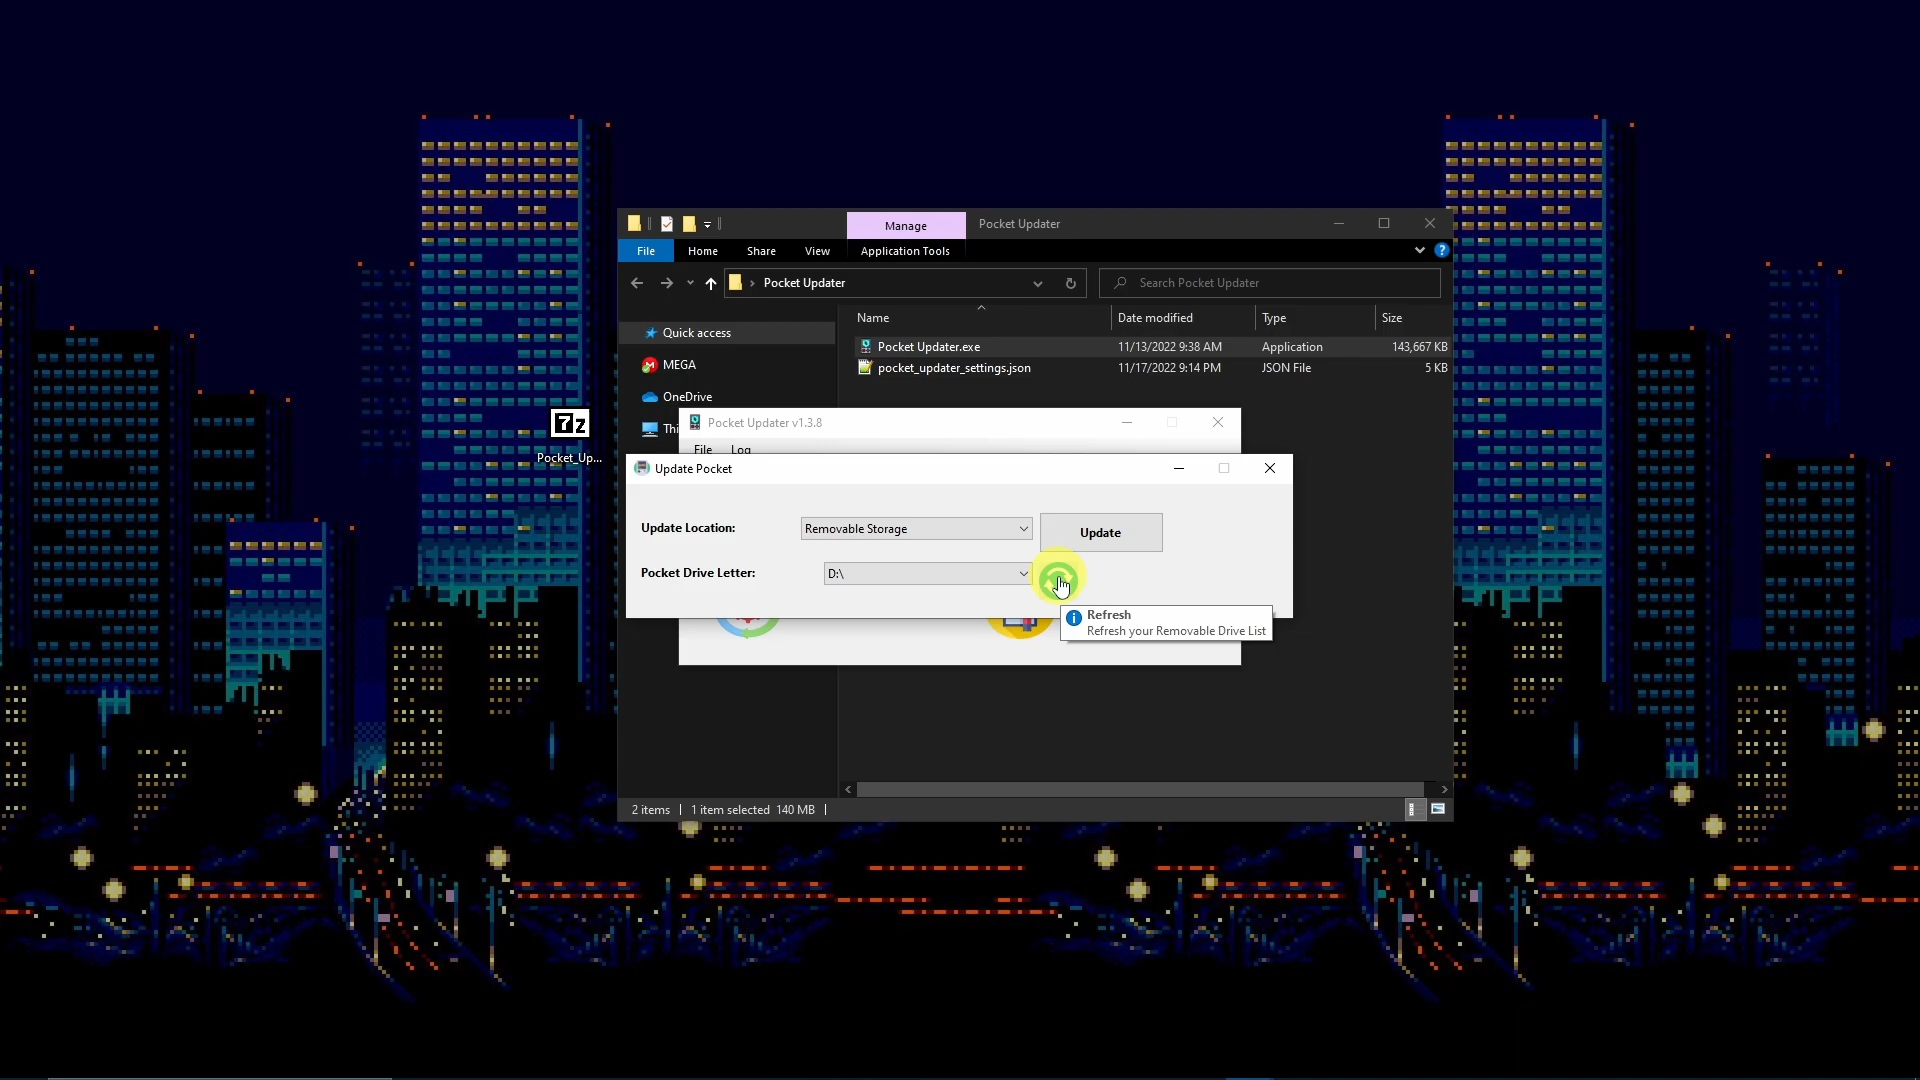 Manage
Pocket Updater
File
Home
Share
View
Application Tools
Pocket Updater
Search Pocket Updater
Name
Date modified
Type
Size
Quick access
Pocket Updater.exe
11/13/2022 9:38 AM
Application
143,667 KB
MEGA
pocket_updater_settings.json
11/17/2022 9:14 PM
JSON File
5 KB
OneDrive
Thi
7z
Pocket_Up...
Pocket Updater v1.3.8
File
Log
Update Pocket
Update Location:
Removable Storage
Update
Pocket Drive Letter:
D:\
Refresh
Refresh your Removable Drive List
2 items
1 item selected 140 MB